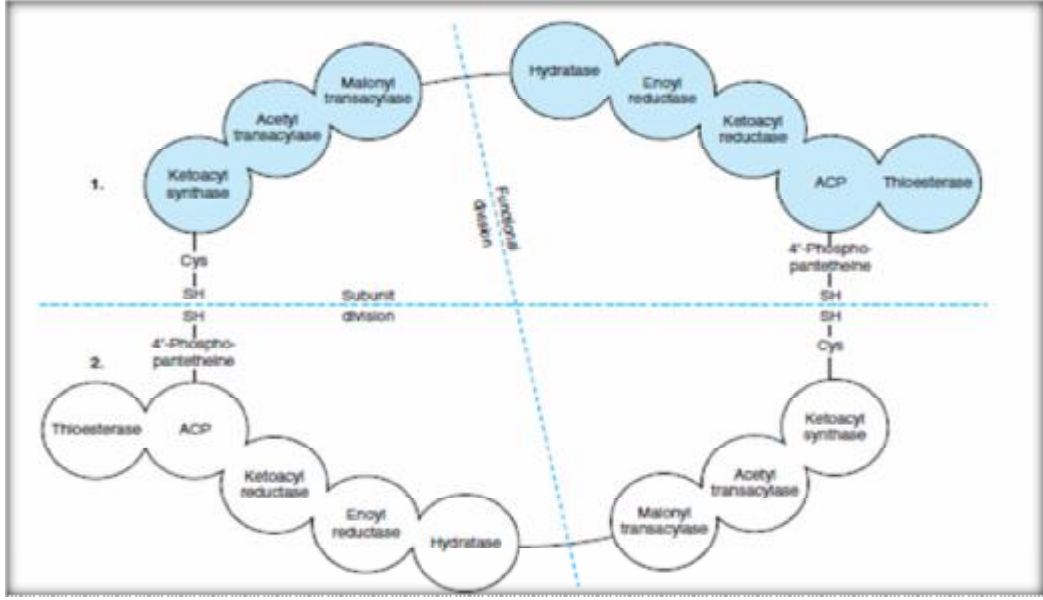 Hydratase
Malonyl
transacylase
Enoyl
reductase
Acetyl
transacylase
Ketoacyl
reductase
Ketoacyl
synthase
1.
ACP
Thioesterase
Functional
division
Cys
4'-Phospho-
pantetheine
SH
Subunit
SH
SH
division
SH
4'-Phospho-
pantetheine
Cys
2.
Thioesterase
ACP
Ketoacyl
synthase
Ketoacyl
reductase
Acetyl
transacylase
Enoyl
reductase
Malonyl
transacylase
Hydratase